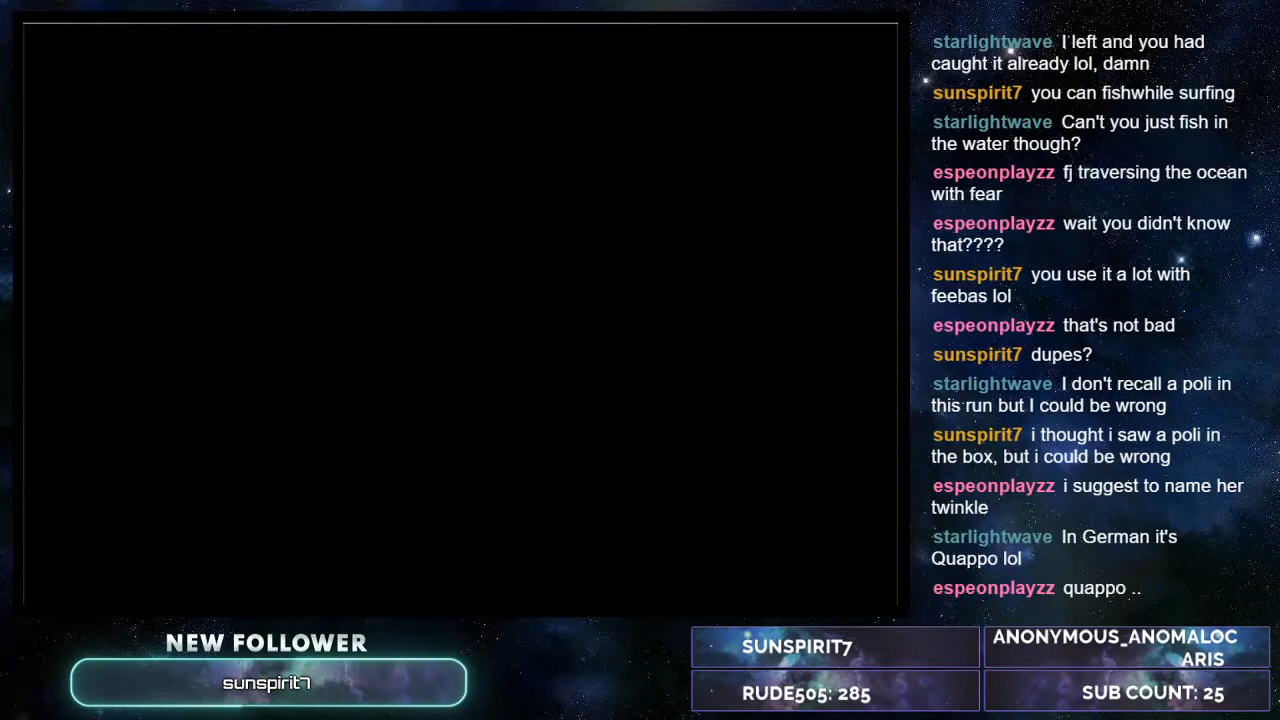 starlightwave I left and you had
caught it already lol, damn
sunspirit7 you can fishwhile surfing
starlightwave Can't you just fish in
the water though?
espeonplayzz fj traversing the ocean
with fear
espeonplayzz wait you didn't know
that????
sunspirit7 you use it a lot with
feebas lol
espeonplayzz that's not bad
sunspirit7 dupes?
starlightwave I don't recall a poli in
this run but I could be wrong
sunspirit7 i thought i saw a poli in
the box, but i could be wrong
espeonplayzz i suggest to name her
twinkle
starlightwave In German it's
Quappo lol
espeonplayzz quappo ..
NEW FOLLOWER
sunspirit7
SUNSPIRIT7
ANONYMOUS_ANOMALOC
ARIS
RUDE505: 285
SUB COUNT: 25